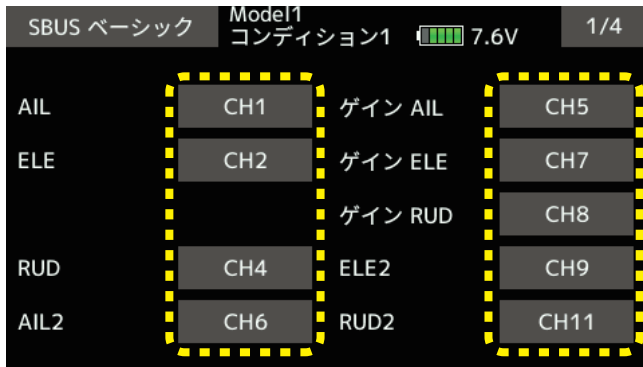 SBUS ベーシック Model1 1/4
コンディション1 7.6V
AIL CH1 ゲイン AIL CH5
ELE CH2 ゲイン ELE CH7
ゲイン RUD CH8
RUD CH4 ELE2 CH9
AIL2 CH6 RUD2 CH11